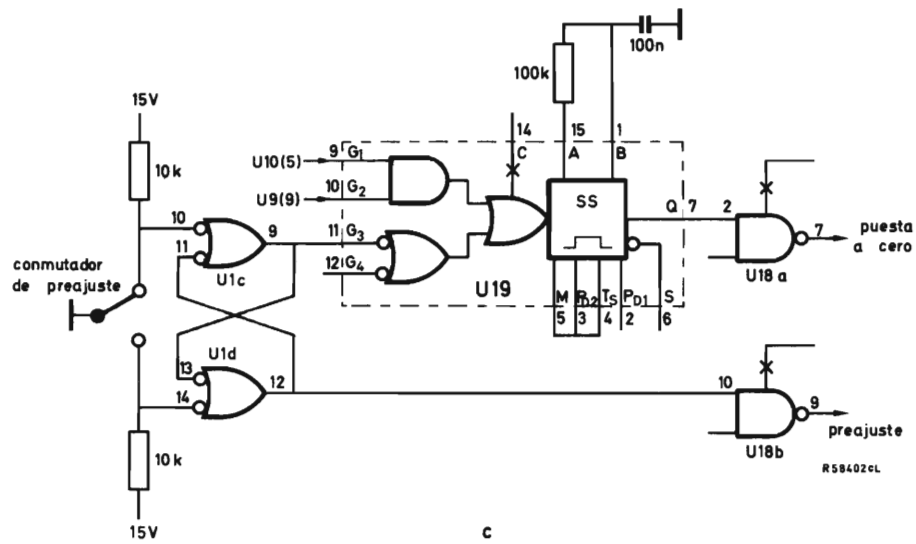 100n
100k
15V
14
15
1
C
A
B
10k
U10(5)
9
G1
U9(9)
10
G2
SS
Q
7
2
7
puesta
a cero
U18a
10
11
9
U1c
11
G3
12
G4
U19
conmutador
de preajuste
M
PD2
TS
PD1
S
5
3
4
2
6
U1d
13
14
12
10
9
preajuste
U18b
10k
R58402cL
15V
c